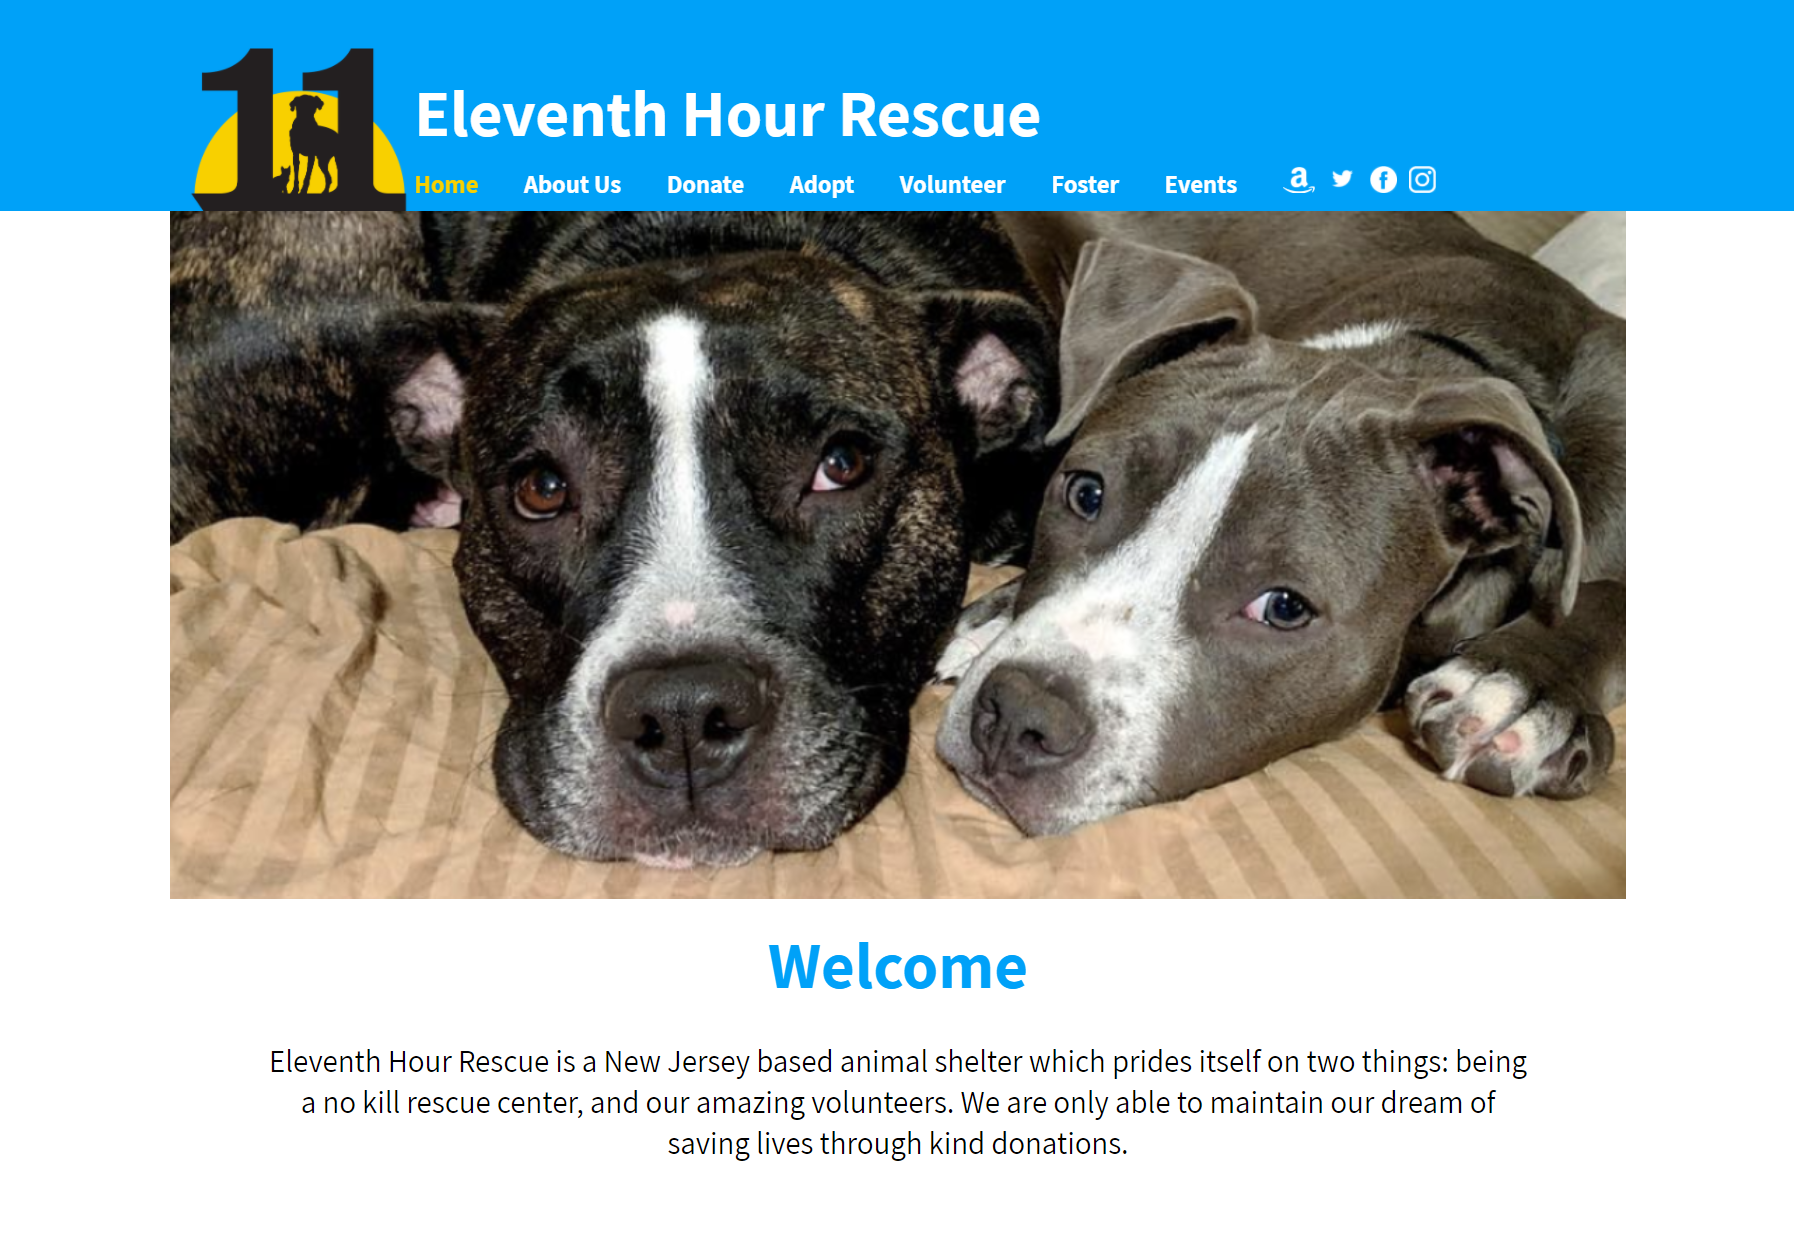 11
Eleventh Hour Rescue
Home About Us Donate Adopt Volunteer Foster Events a
Welcome
Eleventh Hour Rescue is a New Jersey based animal shelter which prides itself on two things: being
a no kill rescue center, and our amazing volunteers. We are only able to maintain our dream of
saving lives through kind donations.